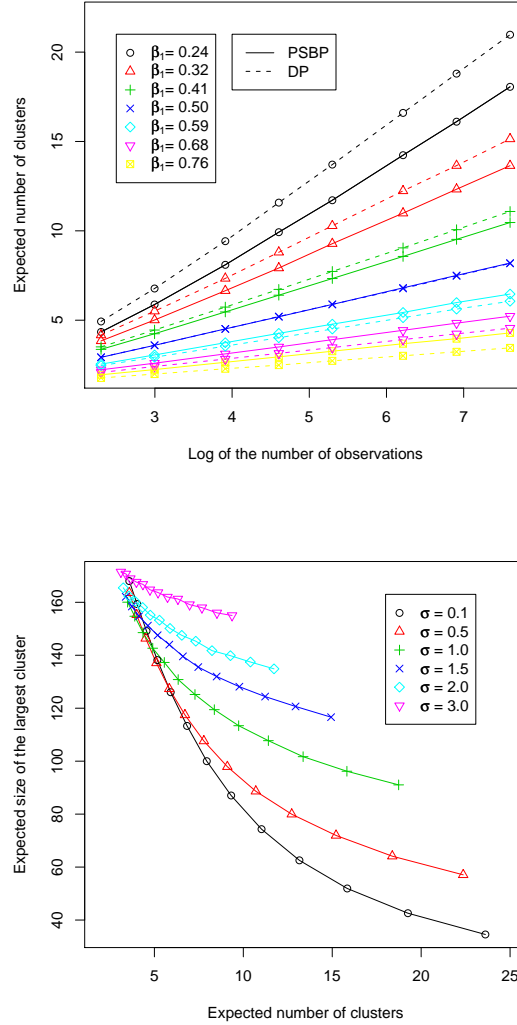 Expected number of clusters
20
15
10
5
β1= 0.24
β1= 0.32
β1= 0.41
β1= 0.50
β1= 0.59
β1= 0.68
β1= 0.76
PSBP
DP
3 4 5 6 7
Log of the number of observations
Expected size of the largest cluster
160
140
120
100
80
60
40
σ = 0.1
σ = 0.5
σ = 1.0
σ = 1.5
σ = 2.0
σ = 3.0
5 10 15 20 25
Expected number of clusters